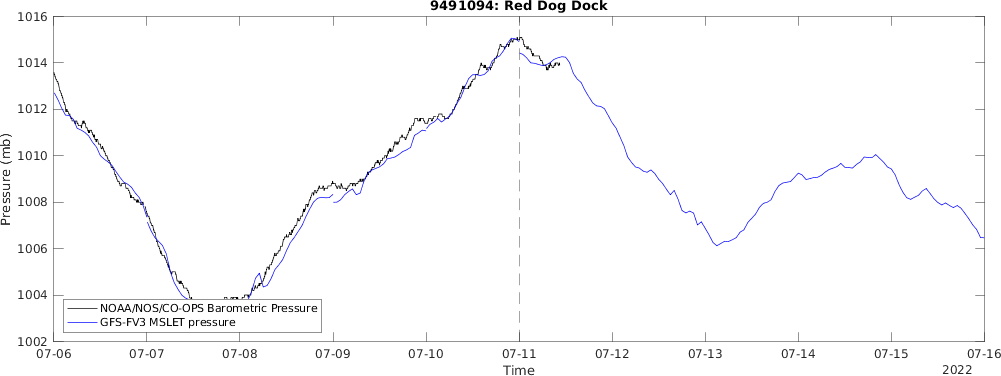 9491094: Red Dog Dock
1016
1014
1012
1010
1008
1006
1004
1002
Pressure (mb)
NOAA/NOS/CO-OPS Barometric Pressure
GFS-FV3 MSLET pressure
07-06 07-07 07-08 07-09 07-10 07-11 07-12 07-13 07-14 07-15 07-16
Time
2022